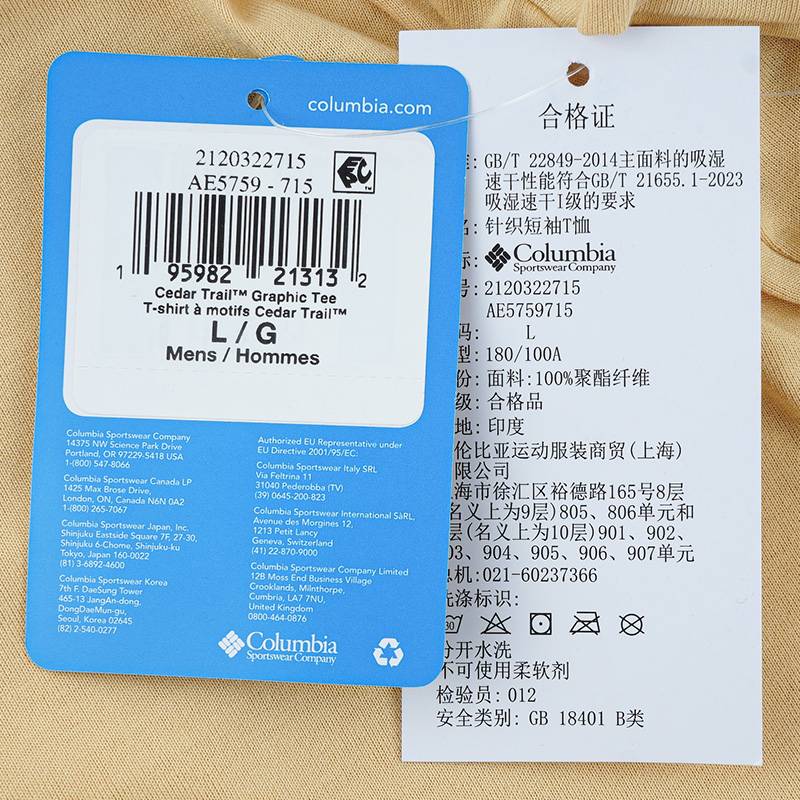 columbia.com
2120322715
AE5759 - 715
1 95982 21313 2
Cedar Trail™ Graphic Tee
T-shirt à motifs Cedar Trail™
L / G
Mens / Hommes
Columbia Sportswear Company
14375 NW Science Park Drive
Portland, OR 97229-5418 USA
1-(800) 547-8066
Columbia Sportswear Canada LP
1425 Max Brose Drive,
London, ON, Canada N6N 0A2
1-(800) 265-7067
Columbia Sportswear Japan, Inc.
Shinjuku Eastside Square 7F, 27-30,
Shinjuku 6-Chome, Shinjuku-ku
Tokyo, Japan 160-0022
(81) 3-6892-4600
Columbia Sportswear Korea
7th F. DaeSung Tower
465-13 JangAn-dong,
DongDaeMun-gu,
Seoul, Korea 02645
(82) 2-540-0277
Authorized EU Representative under
EU Directive 2001/95/EC:
Columbia Sportswear Italy SRL
Via Feltrina 11
31040 Pederobba (TV)
(39) 0645-200-823
Columbia Sportswear International SàRL,
Avenue des Morgines 12,
1213 Petit Lancy
Geneva, Switzerland
(41) 22-870-9000
Columbia Sportswear Company Limited
12B Moss End Business Village
Crooklands, Milnthorpe,
Cumbria, LA7 7NU,
United Kingdom
0800-464-0876
Columbia
Sportswear Company
合格证
: GB/T 22849-2014主面料的吸湿
速干性能符合GB/T 21655.1-2023
吸湿速干I级的要求
名: 针织短袖T恤
标: Columbia
Sportswear Company
号: 2120322715
AE5759715
码: L
型: 180/100A
份: 面料:100%聚酯纤维
级: 合格品
地: 印度
伦比亚运动服装商贸(上海)
限公司
海市徐汇区裕德路165号8层
名义上为9层)805、806单元和
层(名义上为10层)901、902、
03、904、905、906、907单元
总机:021-60237366
洗涤标识:
分开水洗
不可使用柔软剂
检验员: 012
安全类别: GB 18401 B类